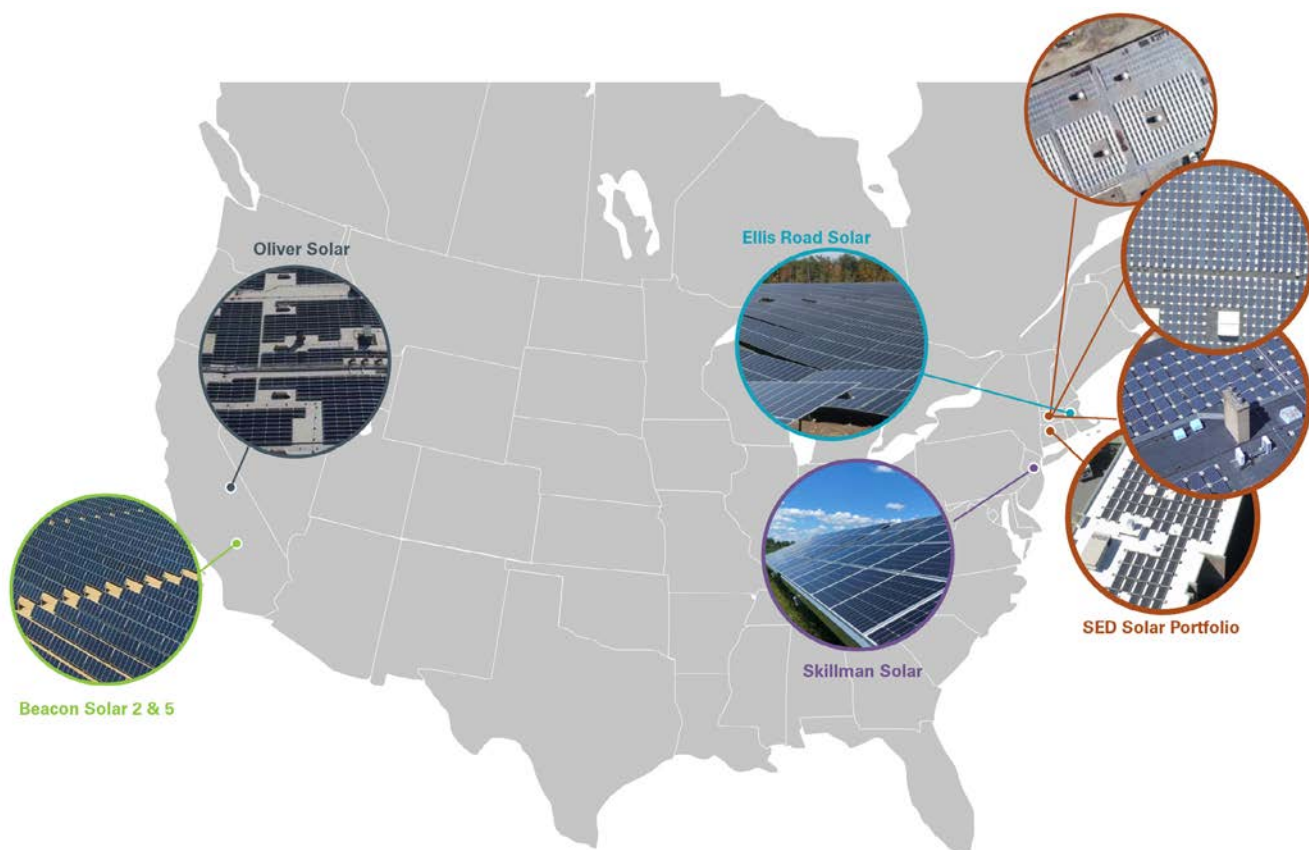 Oliver Solar
Ellis Road Solar
SED Solar Portfolio
Skillman Solar
Beacon Solar 2 & 5